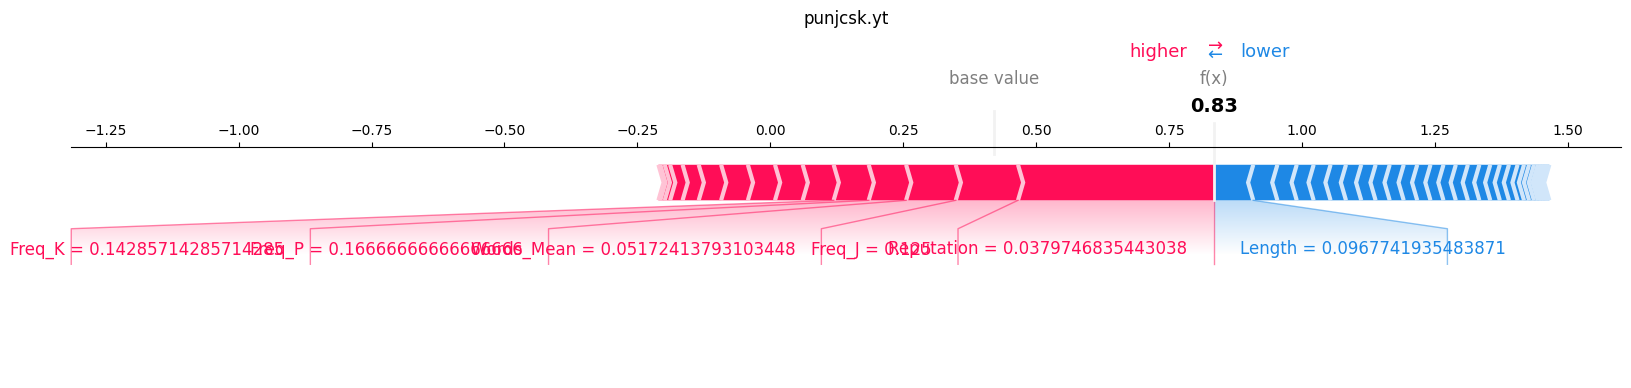 punjcsk.yt
higher ⇄ lower
base value f(x)
0.83
−1.25 −1.00 −0.75 −0.50 −0.25 0.00 0.25 0.50 0.75 1.00 1.25 1.50
Freq_K = 0.14285714285714285 Freq_P = 0.16666666666666666 Words_Mean = 0.05172413793103448 Freq_J = 0.125 Reputation = 0.0379746835443038 Length = 0.0967741935483871